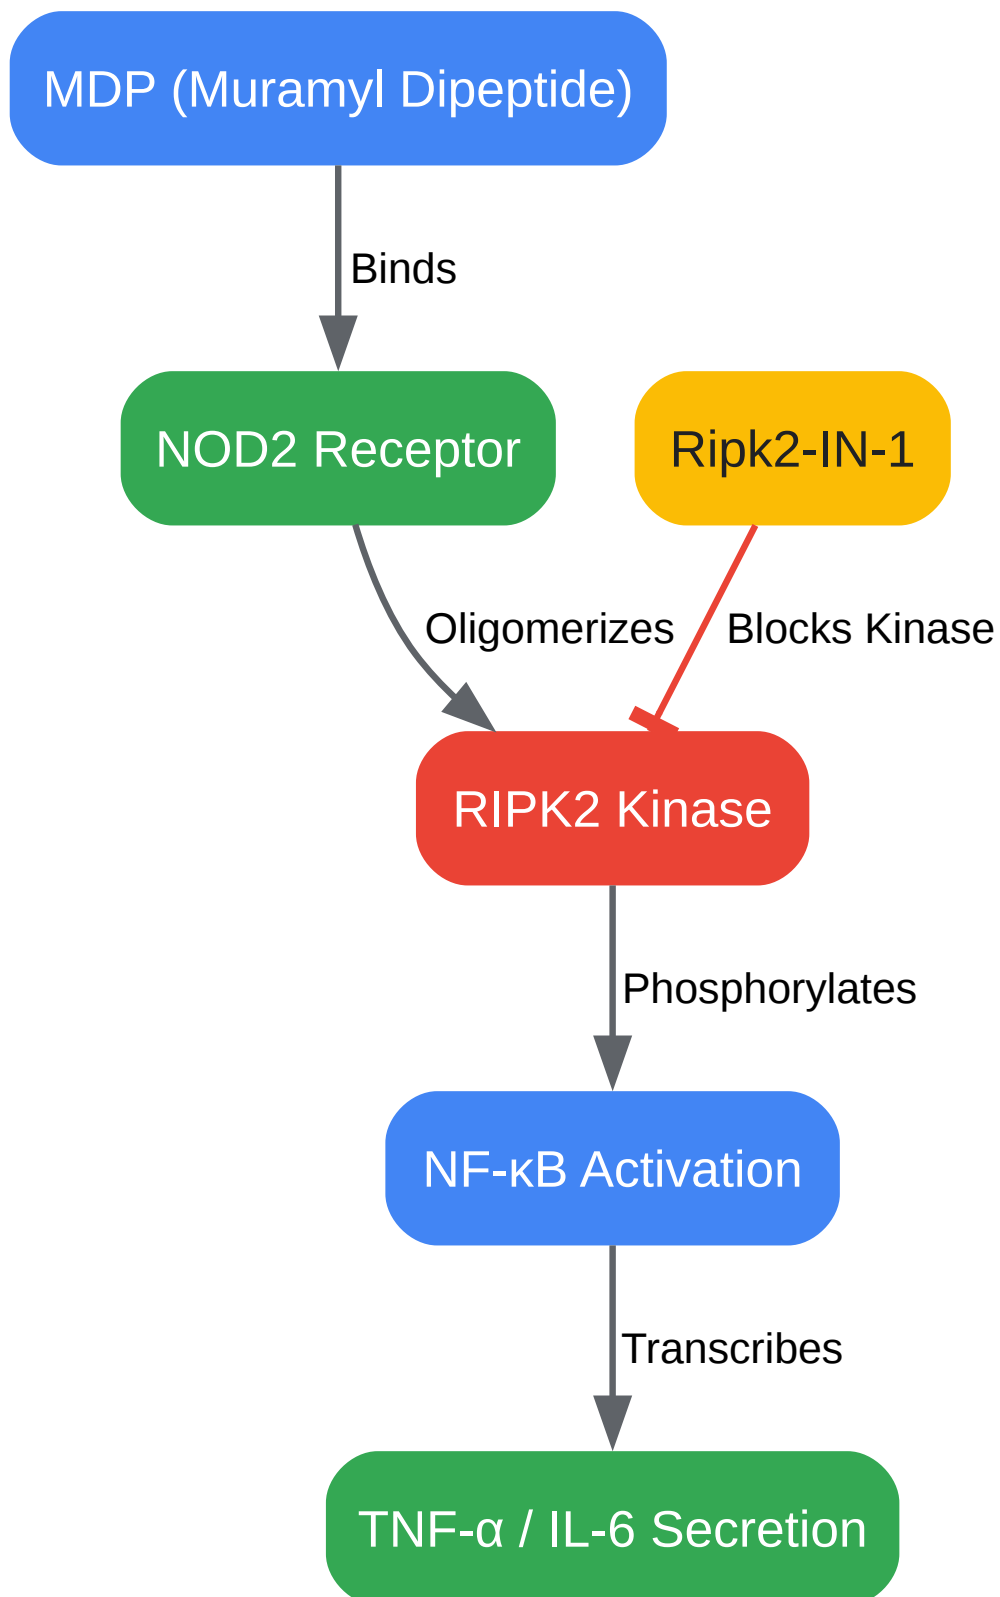 MDP (Muramyl Dipeptide)
Binds
NOD2 Receptor
Ripk2-IN-1
Oligomerizes
Blocks Kinase
RIPK2 Kinase
Phosphorylates
NF-κB Activation
Transcribes
TNF-α / IL-6 Secretion